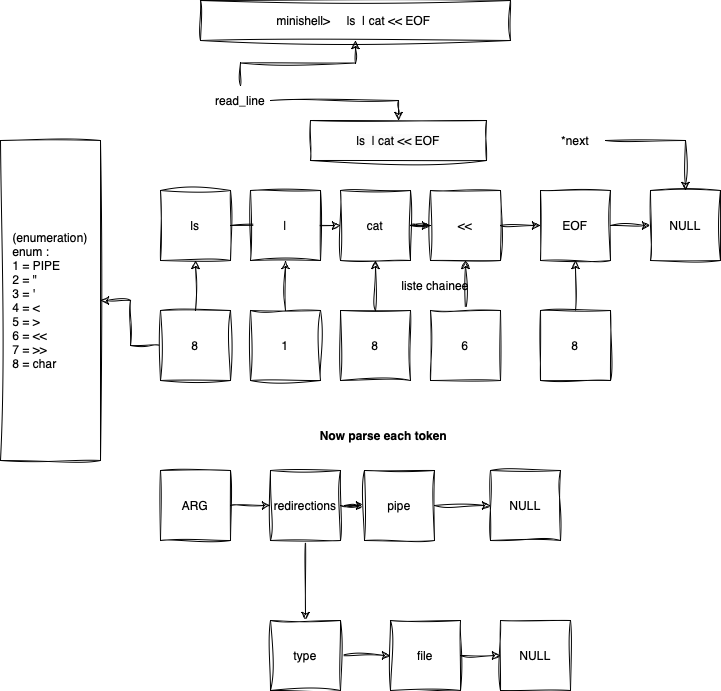 minishell>     ls  | cat << EOF
read_line
ls  | cat << EOF
*next
ls
|
cat
<<
EOF
NULL
(enumeration)
enum :
1 = PIPE
2 = "
3 = '
4 = <
5 = >
6 = <<
7 = >>
8 = char
liste chainee
8
1
8
6
8
Now parse each token
ARG
redirections
pipe
NULL
type
file
NULL